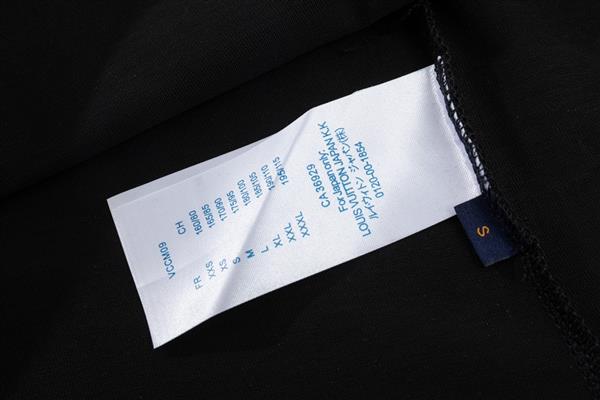 VCCM09
FR CH
XXS 160/80
XS 165/85
S 170/90
M 175/95
L 180/100
XL 185/105
XXL 190/110
XXXL 195/115
CA 36929
For Japan only:
LOUIS VUITTON JAPAN K.K.
ルイ・ヴィトン ジャパン(株)
0120-00-1854
S